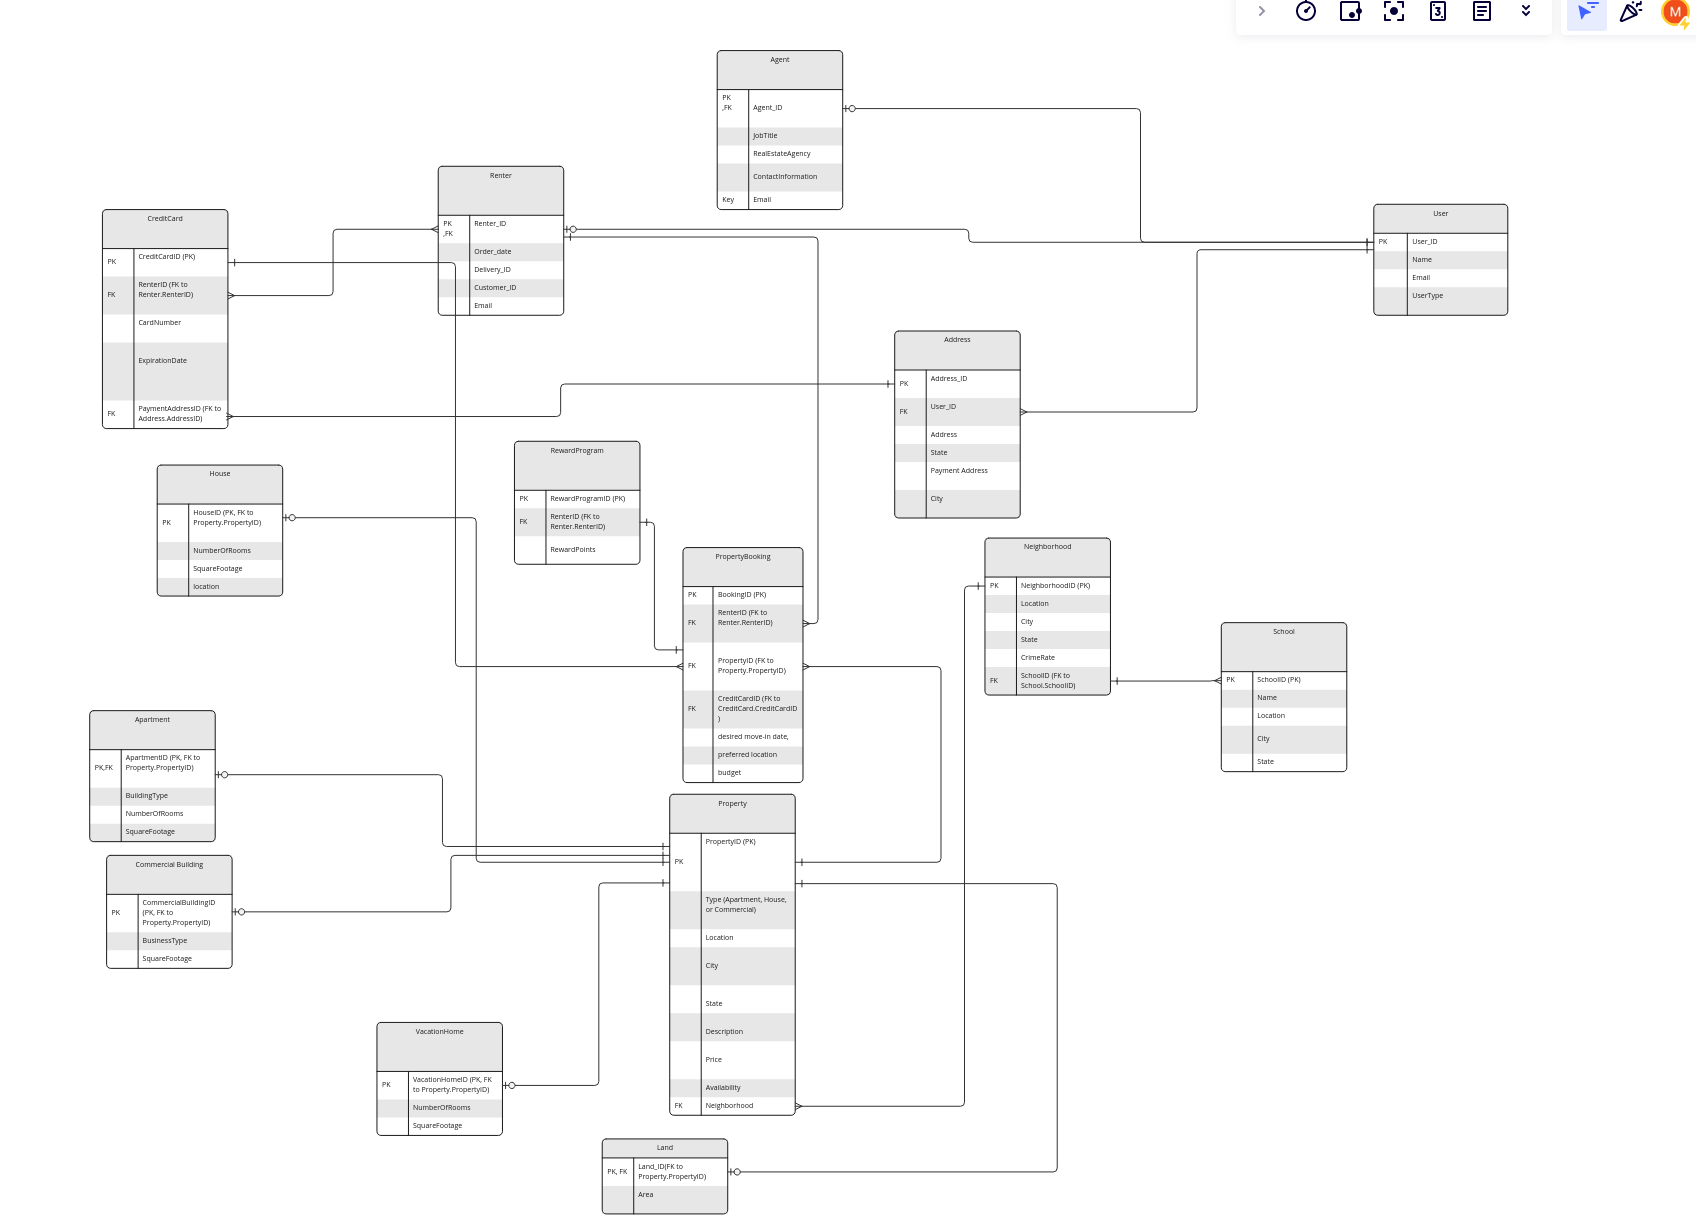 3
M
Agent
PK
,FK
Agent_ID
JobTitle
RealEstateAgency
ContactInformation
Key
Email
Renter
PK
,FK
Renter_ID
Order_date
Delivery_ID
Customer_ID
Email
User
PK
User_ID
Name
Email
UserType
CreditCard
PK
CreditCardID (PK)
FK
RenterID (FK to
Renter.RenterID)
CardNumber
ExpirationDate
FK
PaymentAddressID (FK to
Address.AddressID)
Address
PK
Address_ID
FK
User_ID
Address
State
Payment Address
City
RewardProgram
PK
RewardProgramID (PK)
FK
RenterID (FK to
Renter.RenterID)
RewardPoints
House
PK
HouseID (PK, FK to
Property.PropertyID)
NumberOfRooms
SquareFootage
location
PropertyBooking
PK
BookingID (PK)
FK
RenterID (FK to
Renter.RenterID)
FK
PropertyID (FK to
Property.PropertyID)
FK
CreditCardID (FK to
CreditCard.CreditCardID
)
desired move-in date,
preferred location
budget
Neighborhood
PK
NeighborhoodID (PK)
Location
City
State
CrimeRate
FK
SchoolID (FK to
School.SchoolID)
School
PK
SchoolID (PK)
Name
Location
City
State
Apartment
PK,FK
ApartmentID (PK, FK to
Property.PropertyID)
BuildingType
NumberOfRooms
SquareFootage
Commercial Building
PK
CommercialBuildingID
(PK, FK to
Property.PropertyID)
BusinessType
SquareFootage
Property
PK
PropertyID (PK)
Type (Apartment, House,
or Commercial)
Location
City
State
Description
Price
Availability
FK
Neighborhood
VacationHome
PK
VacationHomeID (PK, FK
to Property.PropertyID)
NumberOfRooms
SquareFootage
Land
PK, FK
Land_ID(FK to
Property.PropertyID)
Area